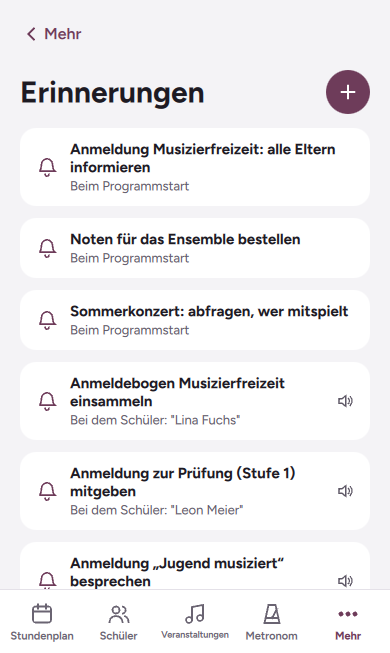 Mehr
Erinnerungen
Anmeldung Musizierfreizeit: alle Eltern
informieren
Beim Programmstart
Noten für das Ensemble bestellen
Beim Programmstart
Sommerkonzert: abfragen, wer mitspielt
Beim Programmstart
Anmeldebogen Musizierfreizeit
einsammeln
Bei dem Schüler: "Lina Fuchs"
Anmeldung zur Prüfung (Stufe 1)
mitgeben
Bei dem Schüler: "Leon Meier"
Anmeldung „Jugend musiziert“
besprechen
Stundenplan
Schüler
Veranstaltungen
Metronom
Mehr